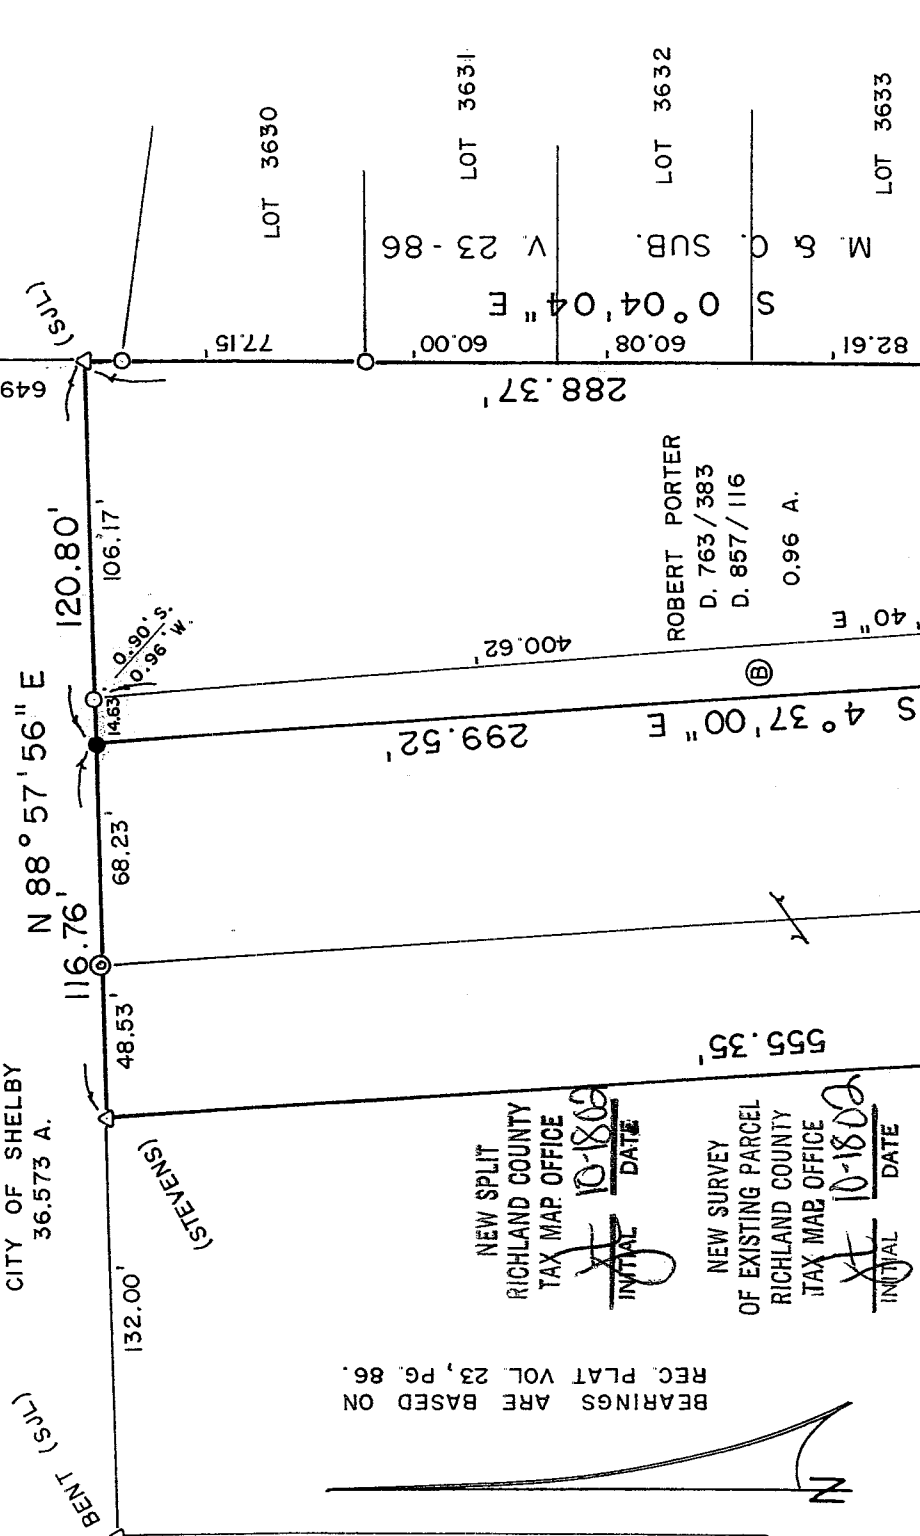 BENT (SJL)
132.00'
CITY OF SHELBY
36.573 A.
(STEVENS)
48.53'
116.76'
N 88°57'56" E
68.23'
14.63'
0.90' S.
0.96' W.
120.80'
106.17'
(SJL)
649
77.15'
60.00'
60.08'
82.61'
288.37'
S 0°04'04" E
M. & O. SUB. V. 23-86
LOT 3630
LOT 3631
LOT 3632
LOT 3633
ROBERT PORTER
D. 763/383
D. 857/116
0.96 A.
400.62'
40" E
B
299.52'
S 4°37'00" E
555.35'
NEW SPLIT
RICHLAND COUNTY
TAX MAP OFFICE
10-18 02
INITIAL DATE
NEW SURVEY
OF EXISTING PARCEL
RICHLAND COUNTY
TAX MAP OFFICE
10-18 02
INITIAL DATE
BEARINGS ARE BASED ON
REC. PLAT VOL. 23, PG. 86.
N